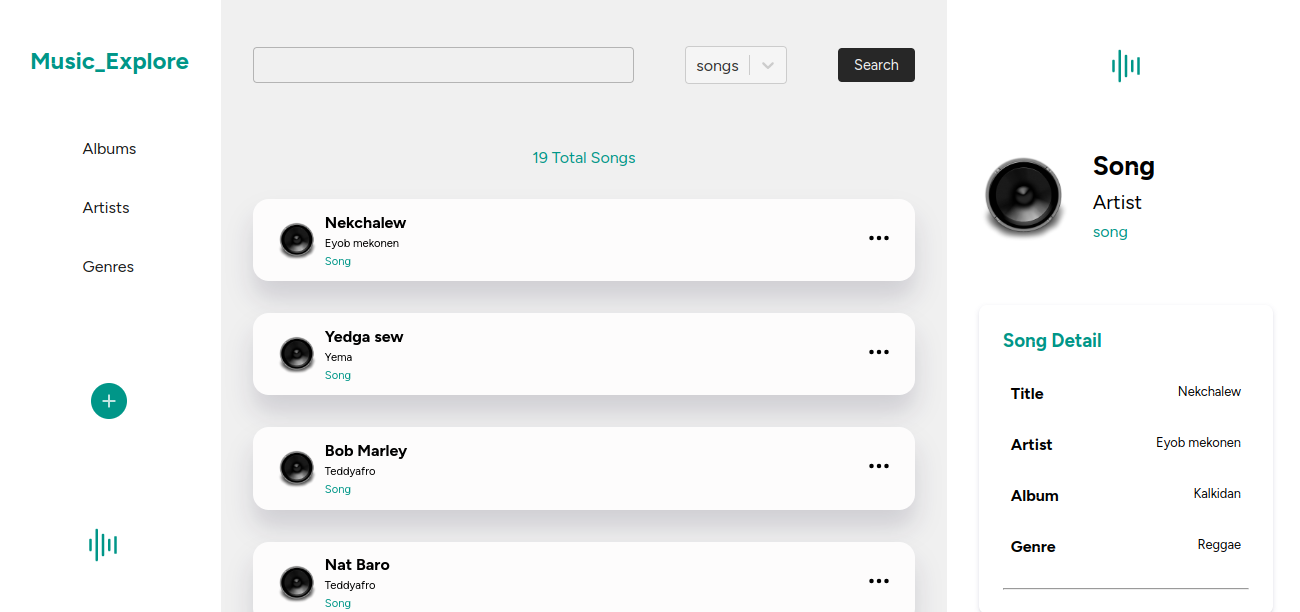 Music_Explore
Albums
Artists
Genres
songs
Search
19 Total Songs
Nekchalew
Eyob mekonen
Song
Yedga sew
Yema
Song
Bob Marley
Teddyafro
Song
Nat Baro
Teddyafro
Song
Song
Artist
song
Song Detail
Title Nekchalew
Artist Eyob mekonen
Album Kalkidan
Genre Reggae